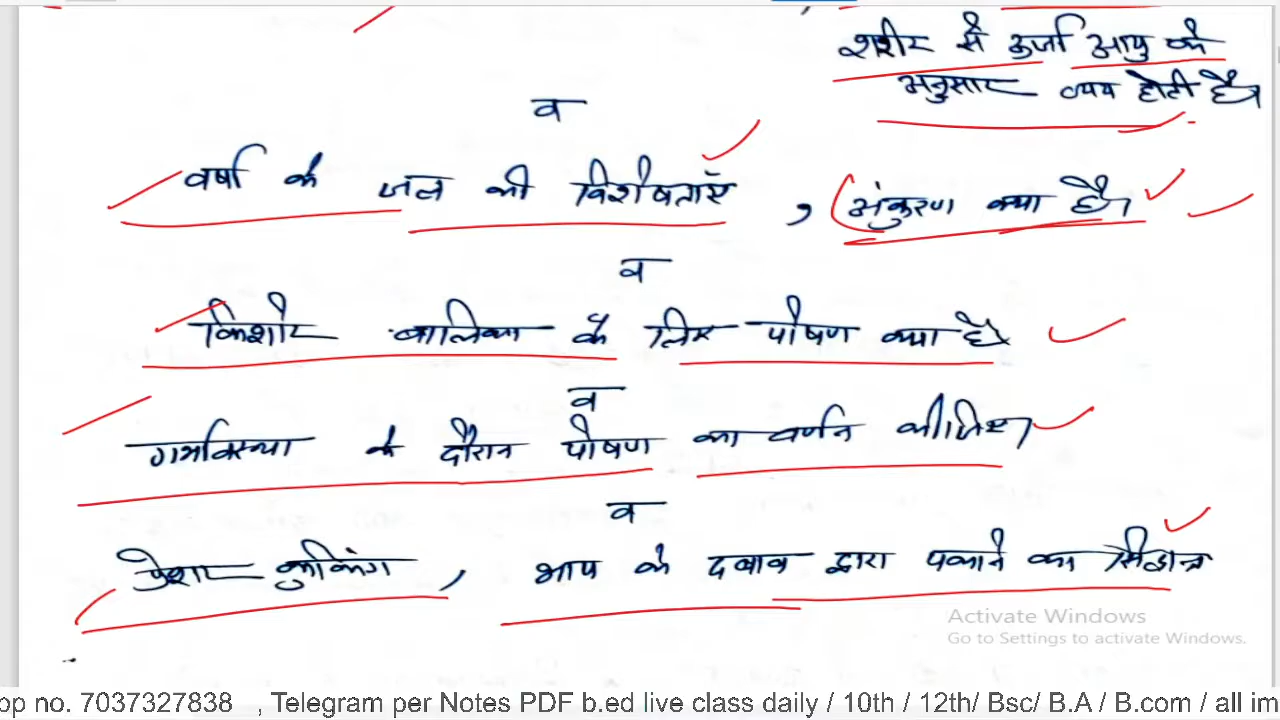 शरीर से ऊर्जा आयु के
अनुसार व्यय होती है।
व
वर्षा के जल की विशेषताएँ , (अंकुरण क्या है।
व
किशोर बालिका के लिए पोषण क्या है
व
गर्भावस्था के दौरान पोषण का वर्णन कीजिए।
व
प्रेशर कुकिंग , भाप के दबाव द्वारा पकाने का सिद्धान्त
Activate Windows
Go to Settings to activate Windows.
pp no. 7037327838 , Telegram per Notes PDF b.ed live class daily / 10th / 12th/ Bsc/ B.A / B.com / all im